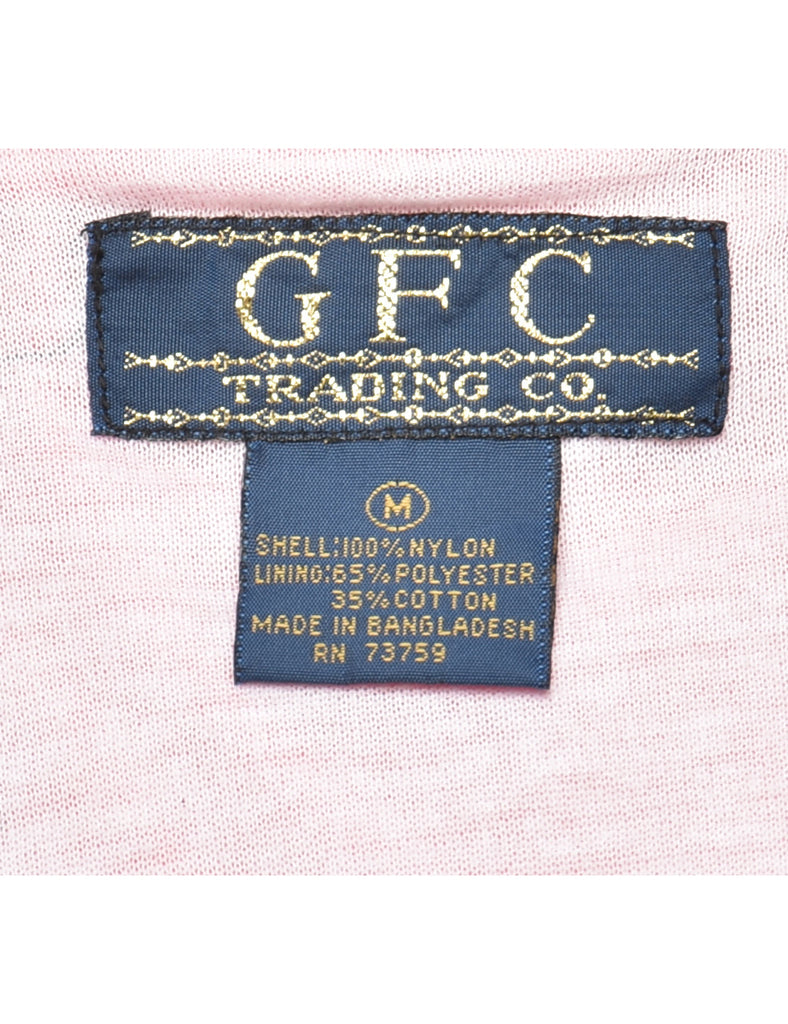 GFC
TRADING CO.
M
SHELL:100%NYLON
LINING:65%POLYESTER
35%COTTON
MADE IN BANGLADESH
RN 73759